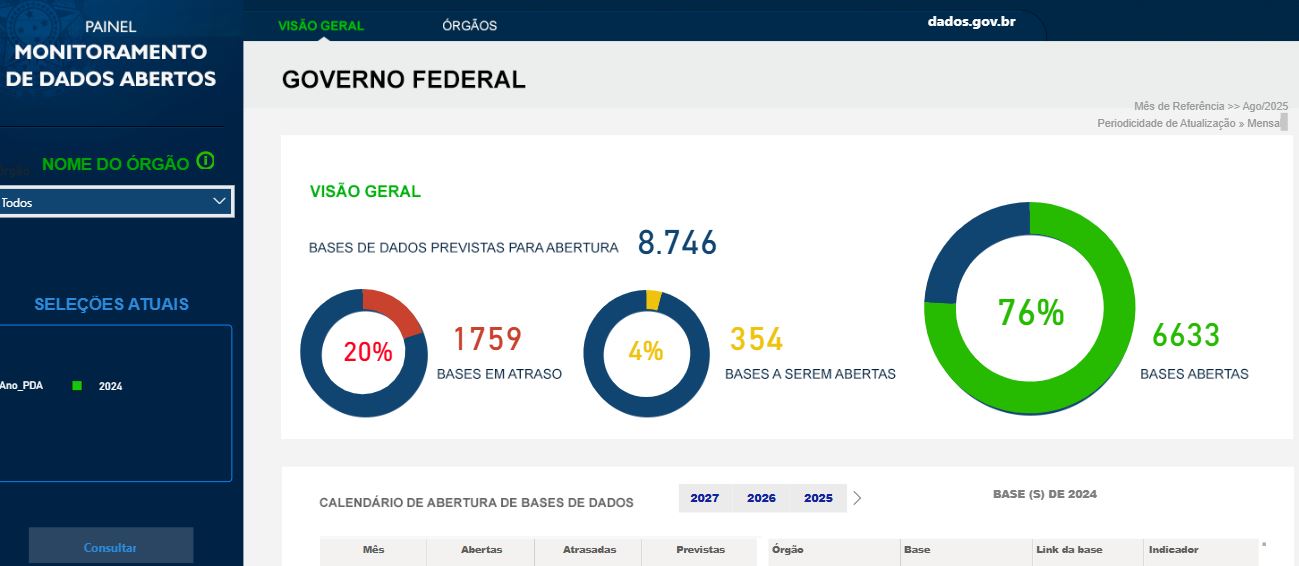 PAINEL
MONITORAMENTO
DE DADOS ABERTOS
VISÃO GERAL
ÓRGÃOS
dados.gov.br
GOVERNO FEDERAL
Mês de Referência >> Ago/2025
Periodicidade de Atualização » Mensa
NOME DO ÓRGÃO
Todos
SELEÇÕES ATUAIS
Ano_PDA 2024
Consultar
VISÃO GERAL
BASES DE DADOS PREVISTAS PARA ABERTURA 8.746
20%
1759
BASES EM ATRASO
4%
354
BASES A SEREM ABERTAS
76%
6633
BASES ABERTAS
CALENDÁRIO DE ABERTURA DE BASES DE DADOS
2027 2026 2025
BASE (S) DE 2024
Mês Abertas Atrasadas Previstas
Órgão Base Link da base Indicador